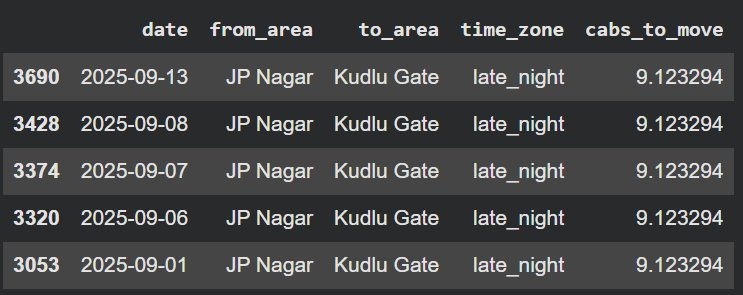 date from_area to_area time_zone cabs_to_move
3690 2025-09-13 JP Nagar Kudlu Gate late_night 9.123294
3428 2025-09-08 JP Nagar Kudlu Gate late_night 9.123294
3374 2025-09-07 JP Nagar Kudlu Gate late_night 9.123294
3320 2025-09-06 JP Nagar Kudlu Gate late_night 9.123294
3053 2025-09-01 JP Nagar Kudlu Gate late_night 9.123294